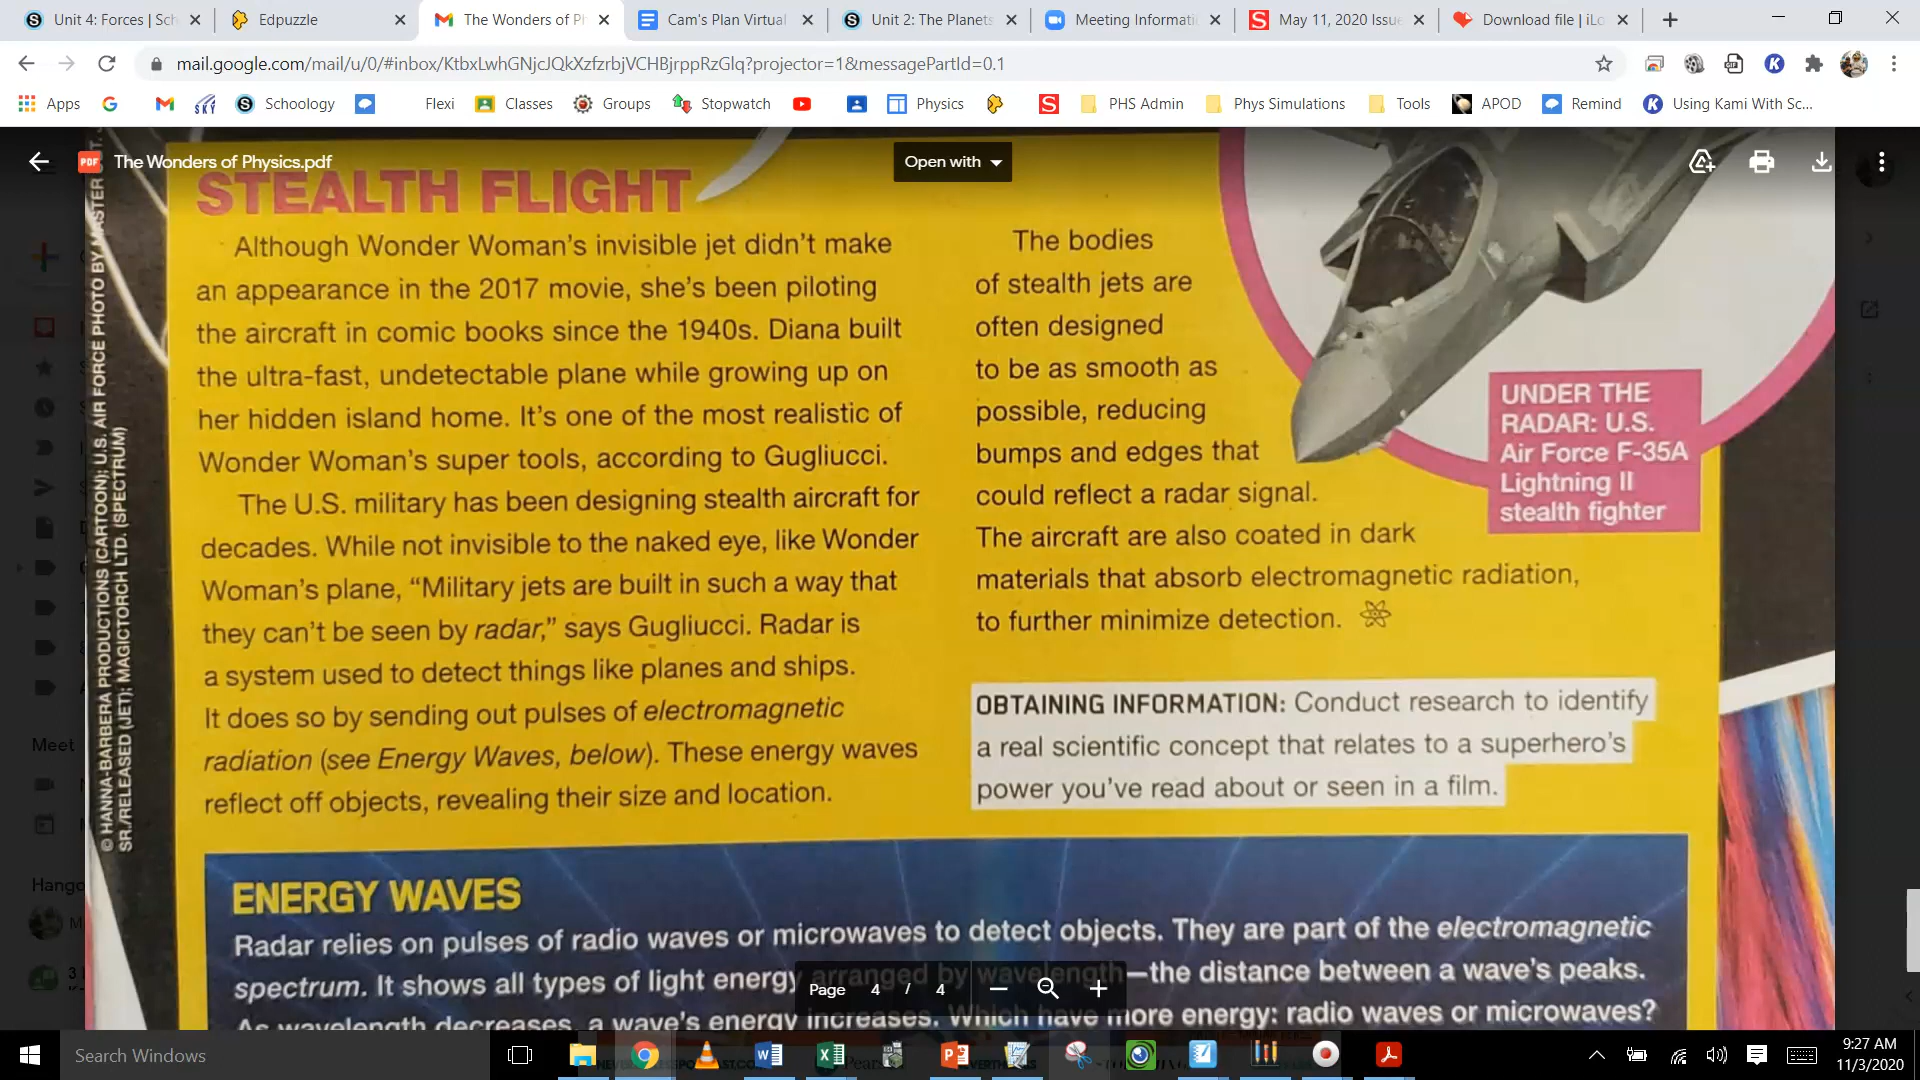 Unit 4: Forces | Sch
Edpuzzle
The Wonders of Ph
Cam's Plan Virtual
Unit 2: The Planets
Meeting Informati
May 11, 2020 Issue
Download file | iLo
mail.google.com/mail/u/0/#inbox/KtbxLwhGNjcJQkXzfzrbjVCHBjrppRzGlq?projector=1&messagePartId=0.1
Apps
Schoology
Flexi
Classes
Groups
Stopwatch
Physics
PHS Admin
Phys Simulations
Tools
APOD
Remind
Using Kami With Sc...
PDF The Wonders of Physics.pdf
Open with
STEALTH FLIGHT
Although Wonder Woman's invisible jet didn't make
an appearance in the 2017 movie, she's been piloting
the aircraft in comic books since the 1940s. Diana built
the ultra-fast, undetectable plane while growing up on
her hidden island home. It's one of the most realistic of
Wonder Woman's super tools, according to Gugliucci.
The U.S. military has been designing stealth aircraft for
decades. While not invisible to the naked eye, like Wonder
Woman's plane, "Military jets are built in such a way that
they can't be seen by radar," says Gugliucci. Radar is
a system used to detect things like planes and ships.
It does so by sending out pulses of electromagnetic
radiation (see Energy Waves, below). These energy waves
reflect off objects, revealing their size and location.
The bodies
of stealth jets are
often designed
to be as smooth as
possible, reducing
bumps and edges that
could reflect a radar signal.
The aircraft are also coated in dark
materials that absorb electromagnetic radiation,
to further minimize detection.
UNDER THE
RADAR: U.S.
Air Force F-35A
Lightning II
stealth fighter
OBTAINING INFORMATION: Conduct research to identify
a real scientific concept that relates to a superhero's
power you've read about or seen in a film.
© HANNA-BARBERA PRODUCTIONS (CARTOON); U.S. AIR FORCE PHOTO BY MASTER
SR./RELEASED (JET); MAGICTORCH LTD. (SPECTRUM)
ENERGY WAVES
Radar relies on pulses of radio waves or microwaves to detect objects. They are part of the electromagnetic
spectrum. It shows all types of light energy arranged by wavelength—the distance between a wave's peaks.
As wavelength decreases, a wave's energy increases. Which have more energy: radio waves or microwaves?
Page 4 / 4
Meet
Hango
Search Windows
9:27 AM
11/3/2020